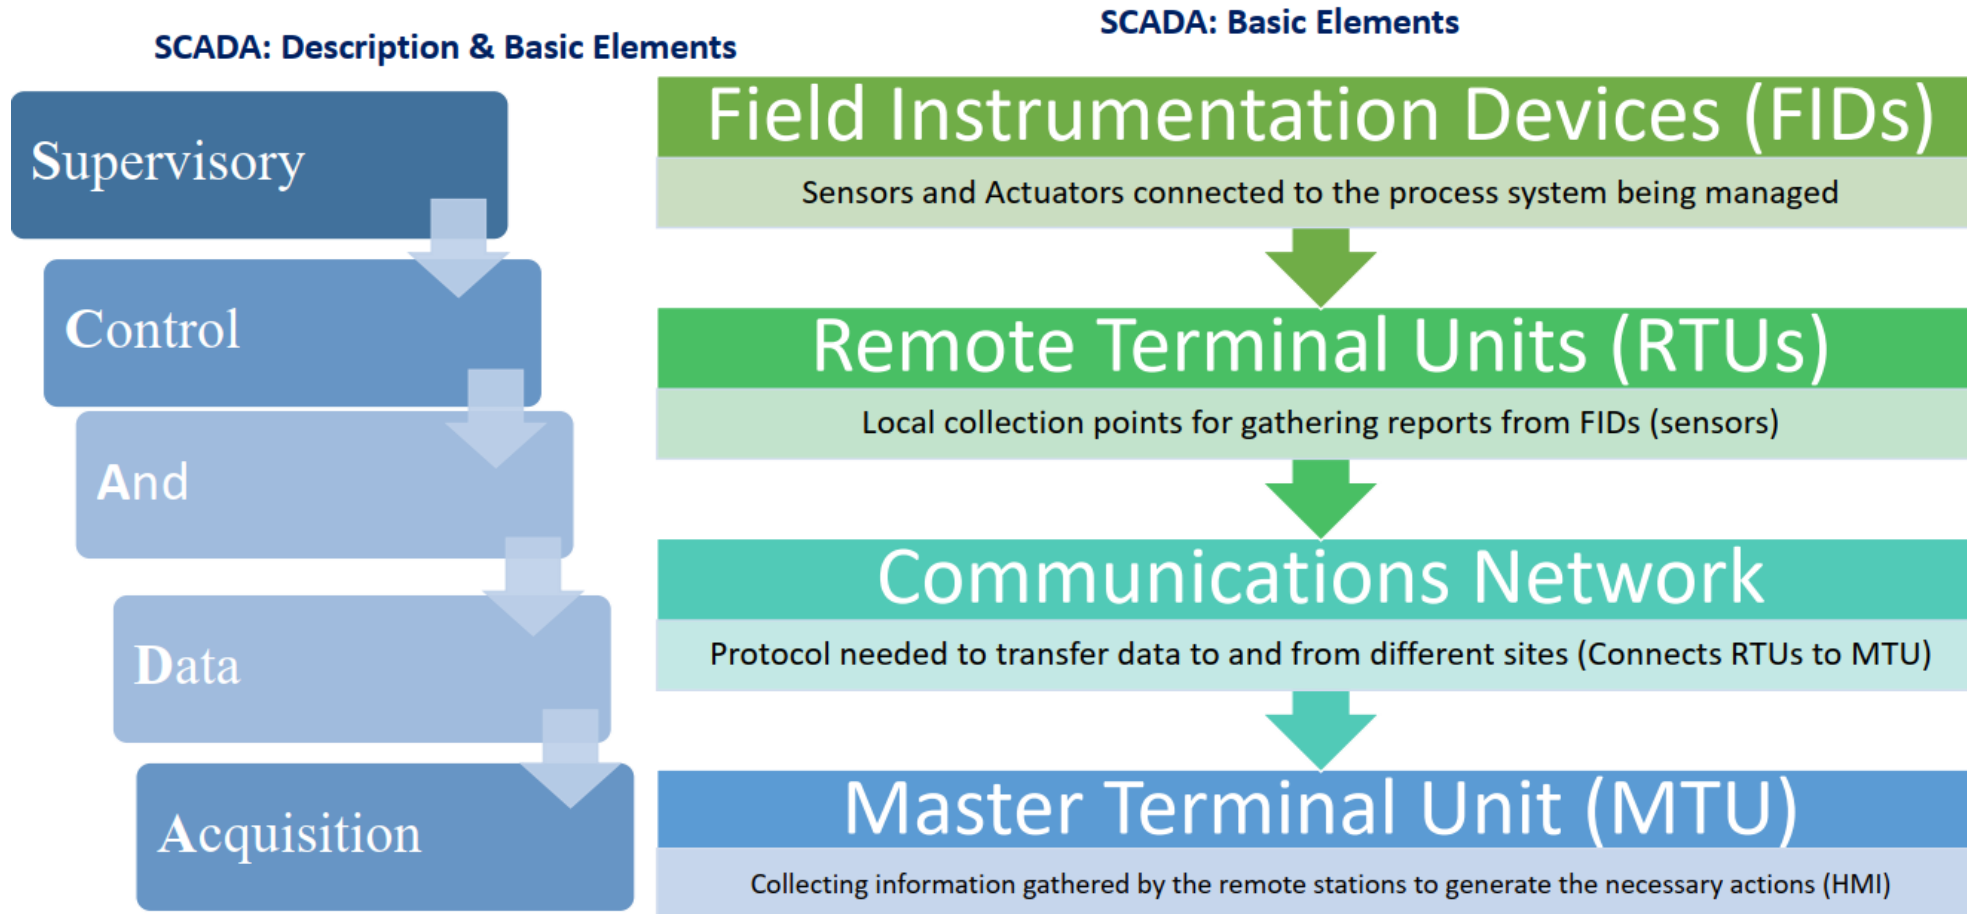 SCADA: Description & Basic Elements
Supervisory
Control
And
Data
Acquisition
SCADA: Basic Elements
Field Instrumentation Devices (FIDs)
Sensors and Actuators connected to the process system being managed
Remote Terminal Units (RTUs)
Local collection points for gathering reports from FIDs (sensors)
Communications Network
Protocol needed to transfer data to and from different sites (Connects RTUs to MTU)
Master Terminal Unit (MTU)
Collecting information gathered by the remote stations to generate the necessary actions (HMI)